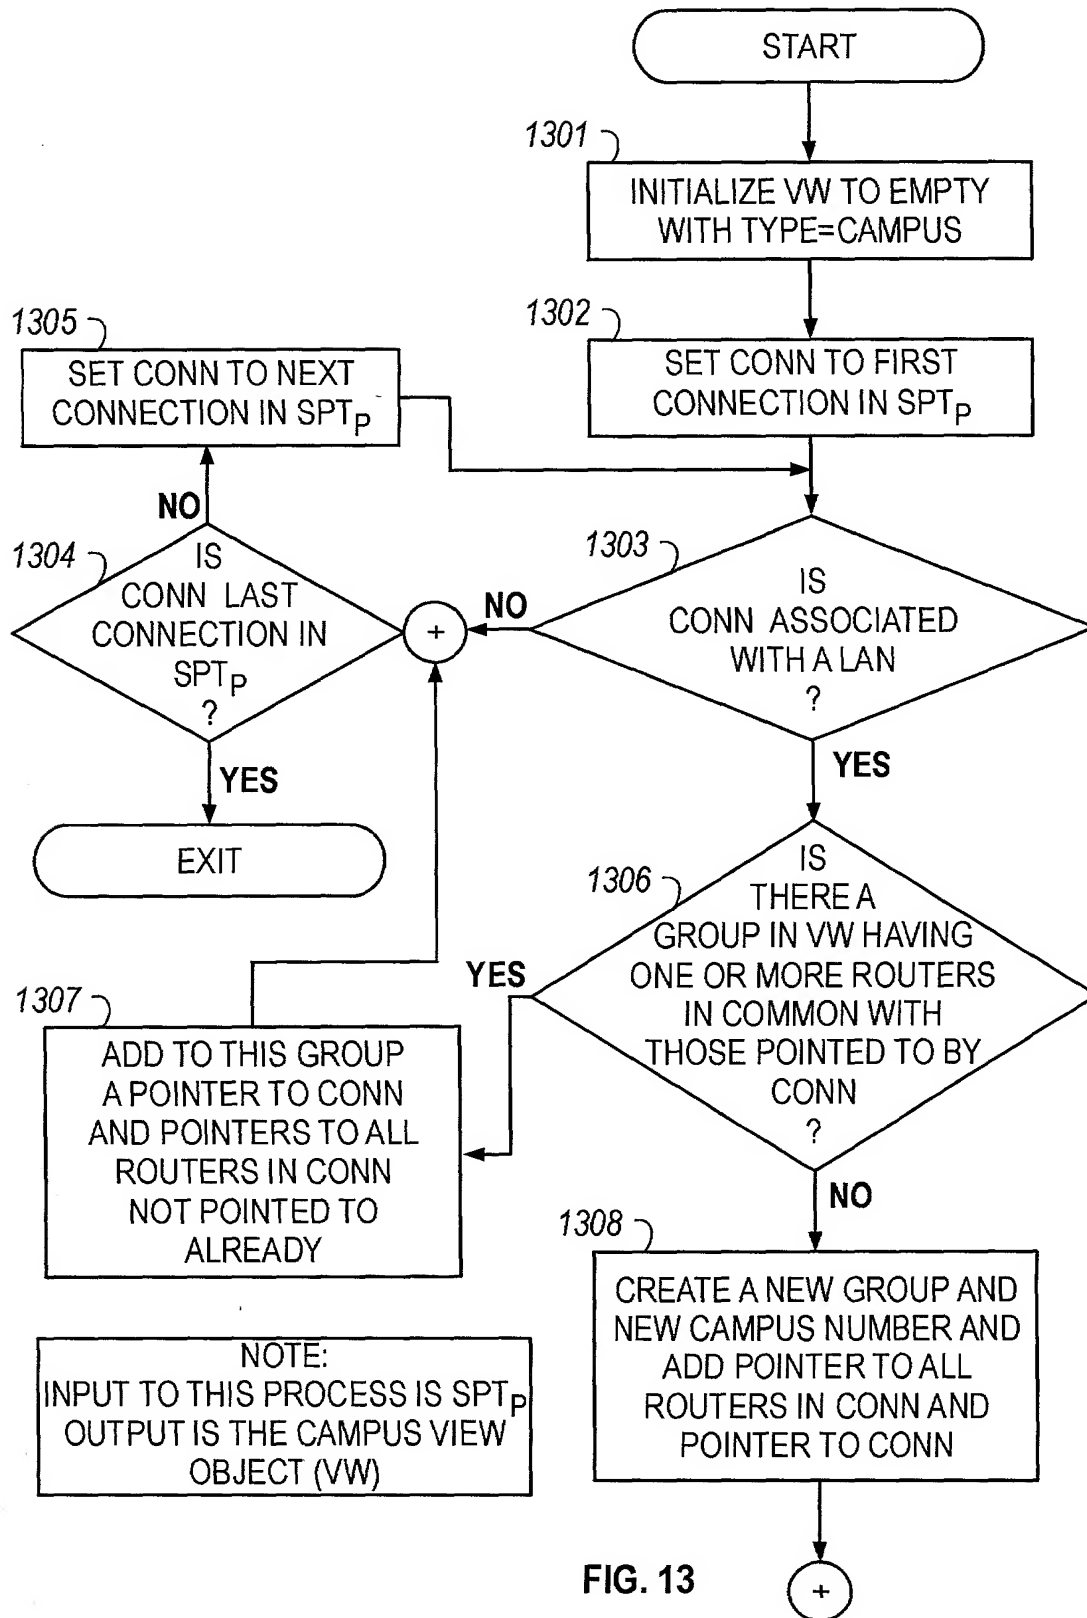 START
1301
INITIALIZE VW TO EMPTY
WITH TYPE=CAMPUS
1302
SET CONN TO FIRST
CONNECTION IN SPTP
1305
SET CONN TO NEXT
CONNECTION IN SPTP
NO
1304
IS
CONN LAST
CONNECTION IN
SPTP
?
YES
EXIT
+
NO
1303
IS
CONN ASSOCIATED
WITH A LAN
?
YES
1306
IS
THERE A
GROUP IN VW HAVING
ONE OR MORE ROUTERS
IN COMMON WITH
THOSE POINTED TO BY
CONN
?
YES
1307
ADD TO THIS GROUP
A POINTER TO CONN
AND POINTERS TO ALL
ROUTERS IN CONN
NOT POINTED TO
ALREADY
NO
1308
CREATE A NEW GROUP AND
NEW CAMPUS NUMBER AND
ADD POINTER TO ALL
ROUTERS IN CONN AND
POINTER TO CONN
+
NOTE:
INPUT TO THIS PROCESS IS SPTP
OUTPUT IS THE CAMPUS VIEW
OBJECT (VW)
FIG. 13